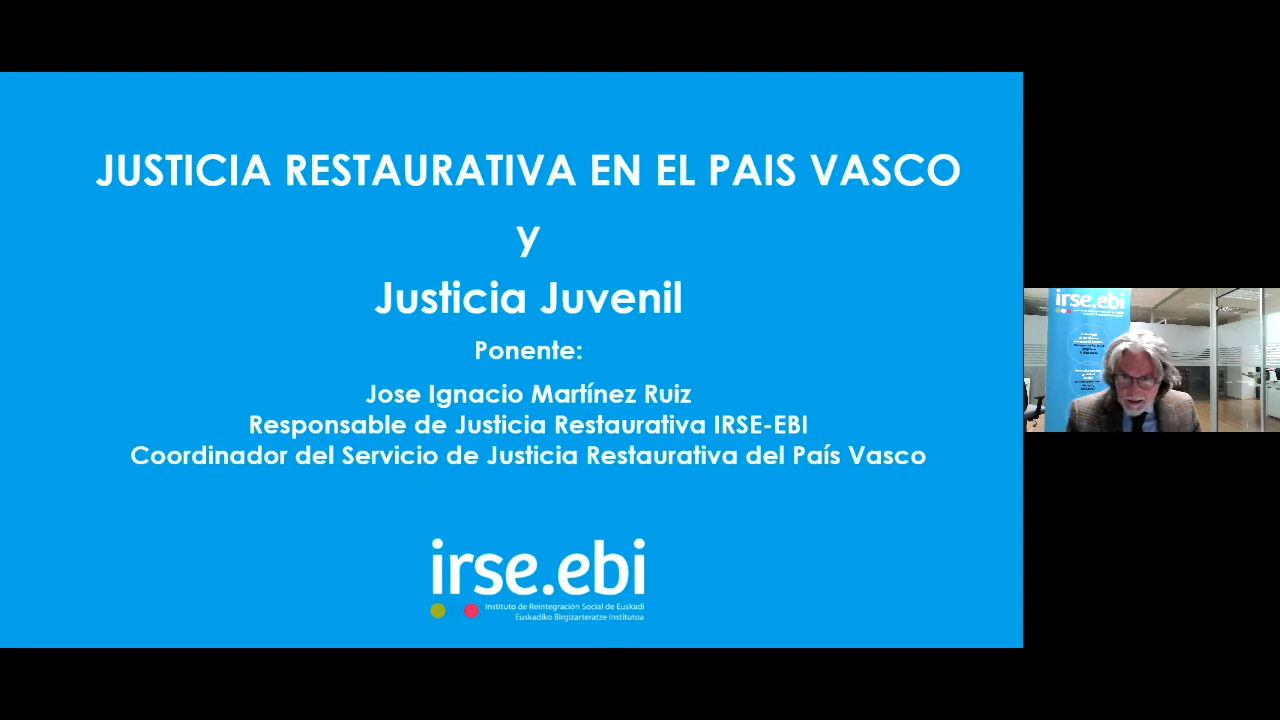 JUSTICIA RESTAURATIVA EN EL PAIS VASCO
y
Justicia Juvenil
Ponente:
Jose Ignacio Martínez Ruiz
Responsable de Justicia Restaurativa IRSE-EBI
Coordinador del Servicio de Justicia Restaurativa del País Vasco
irse.ebi
Instituto de Reintegración Social de Euskadi
Euskadiko Birgizarteratze Institutoa
irse.ebi